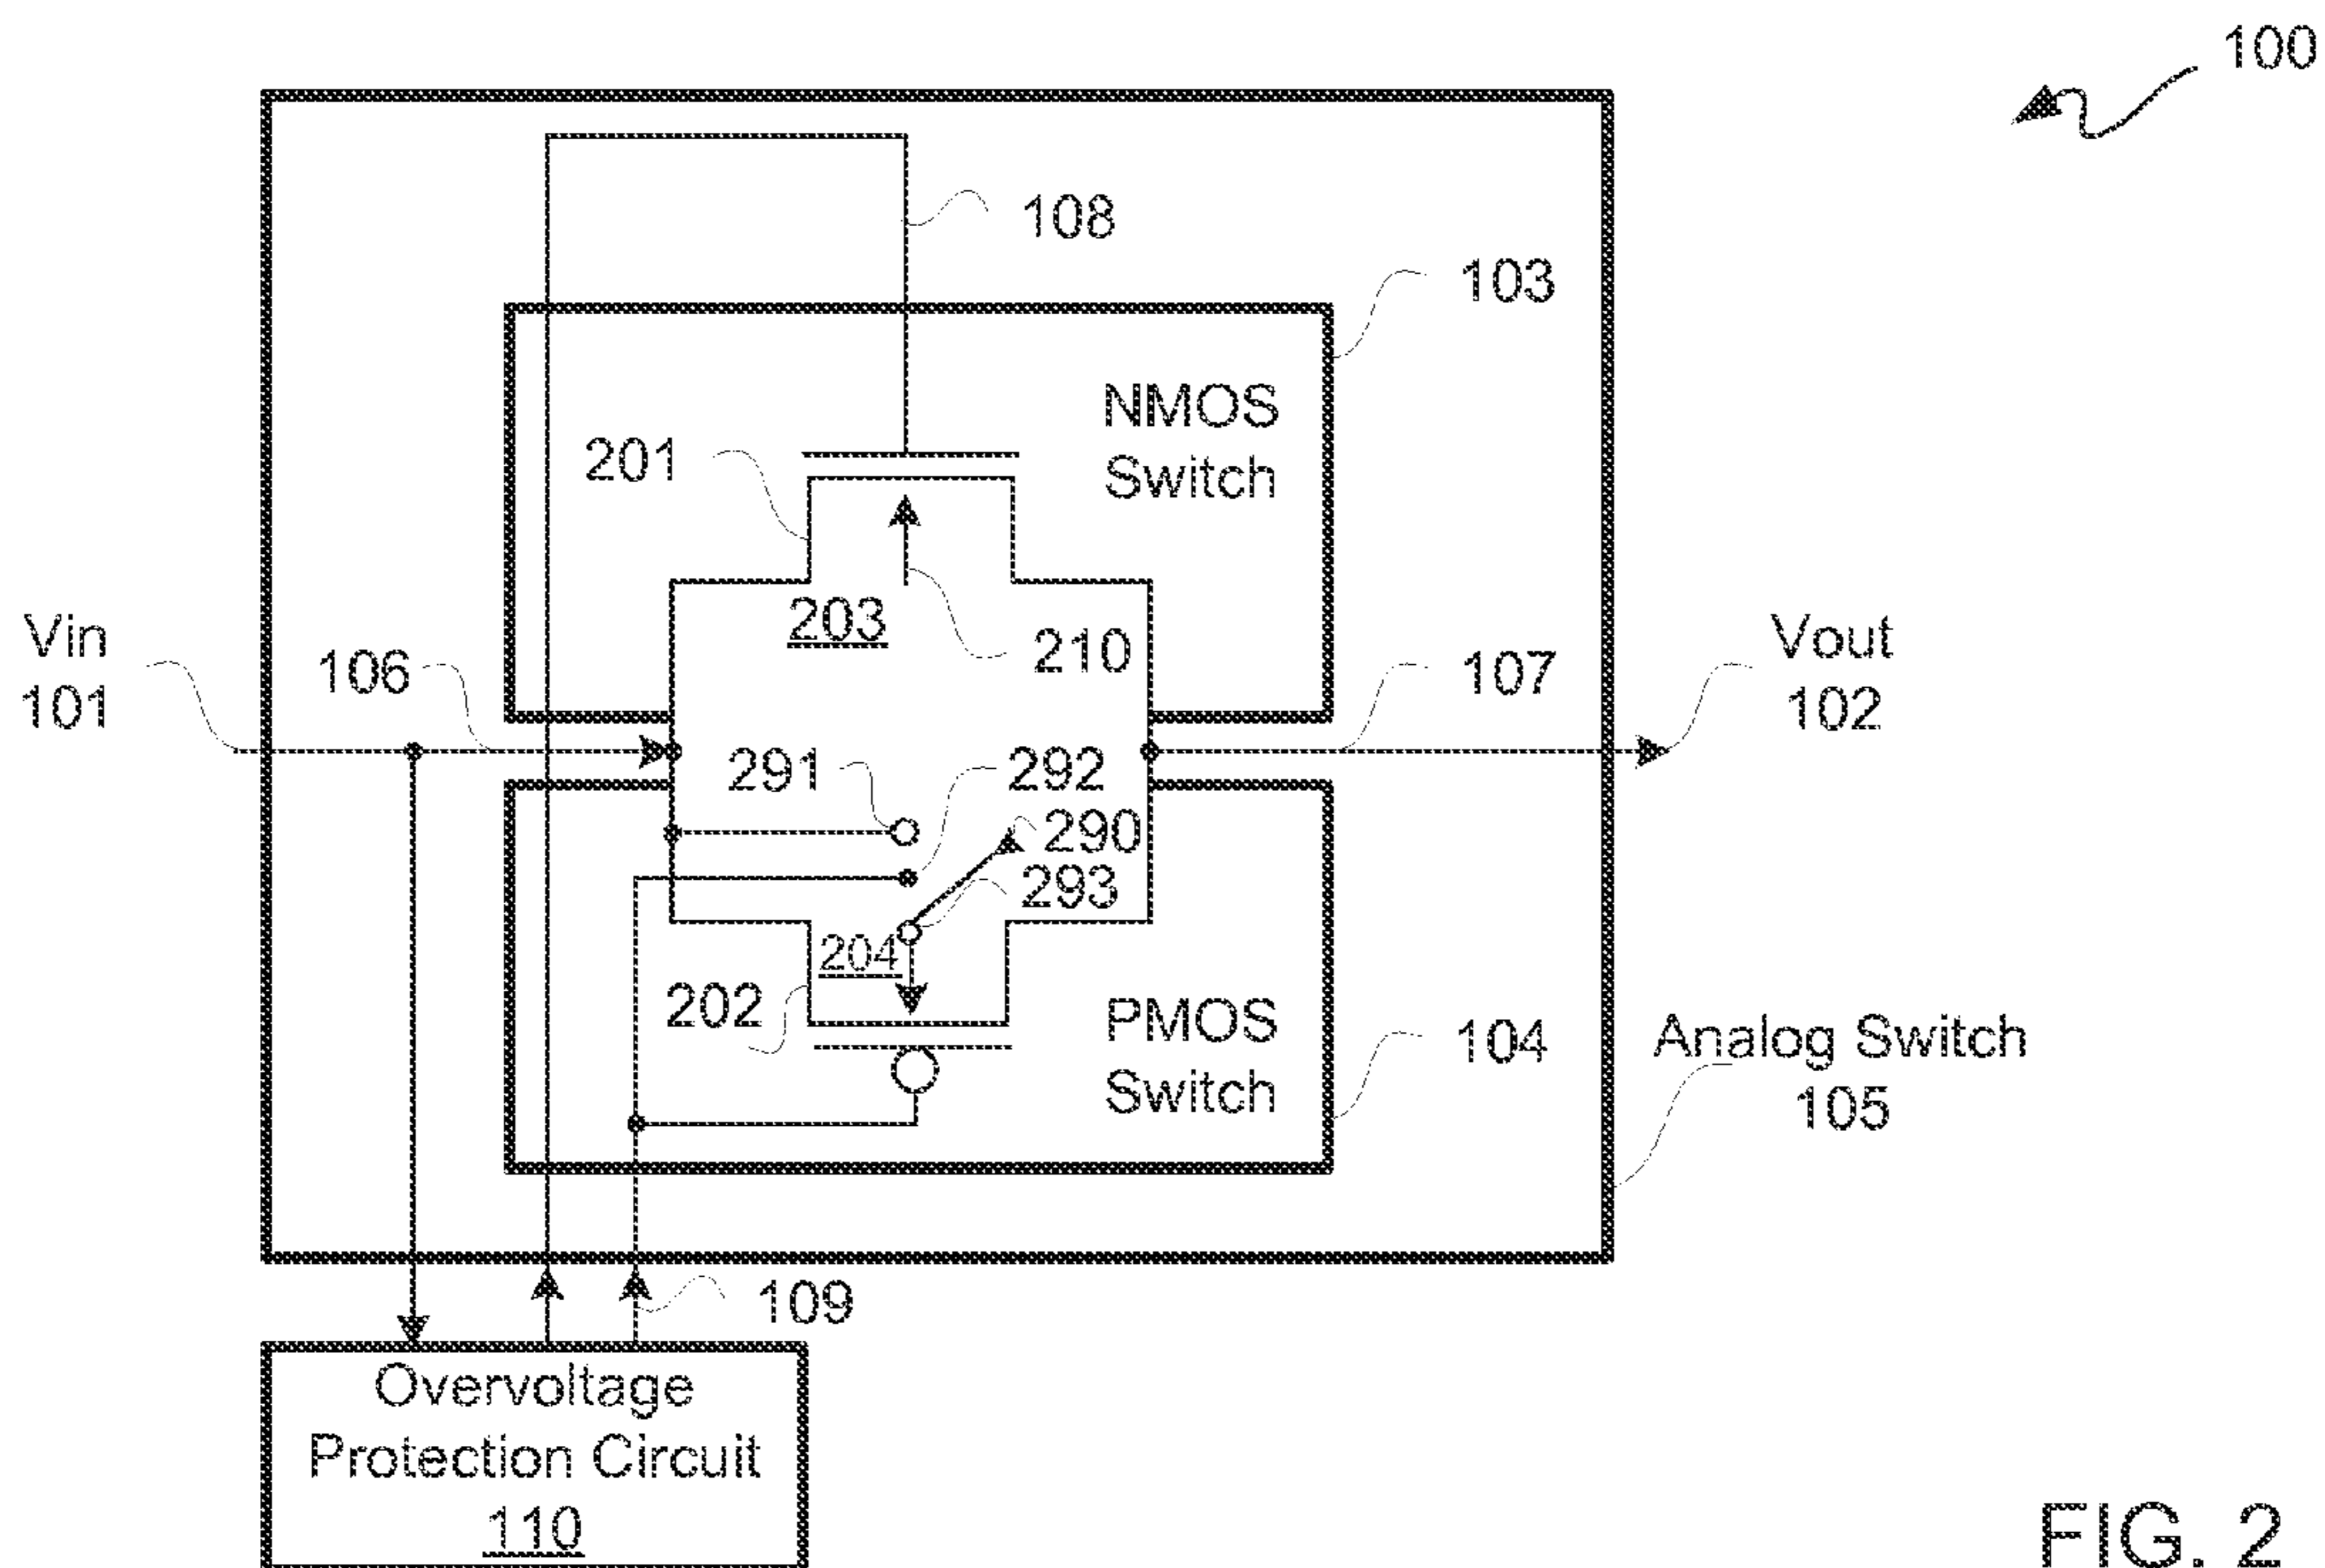 100
108
103
NMOS
Switch
201
203
210
Vin
101
106
107
Vout
102
291
292
290
293
204
202
PMOS
Switch
104
Analog Switch
105
109
Overvoltage
Protection Circuit
110
FIG. 2